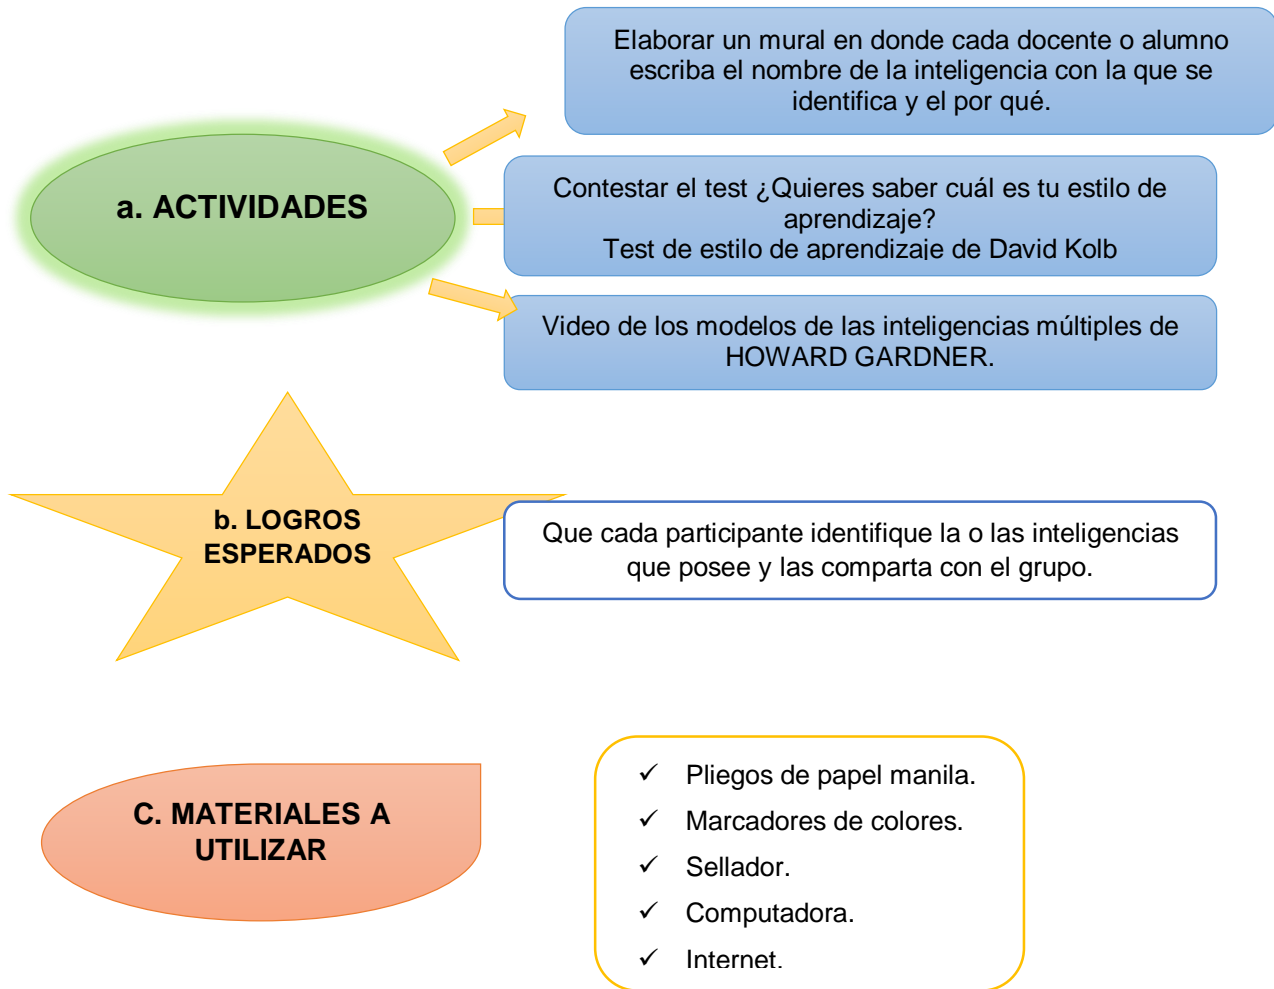 Elaborar un mural en donde cada docente o alumno
escriba el nombre de la inteligencia con la que se
identifica y el por qué.
a. ACTIVIDADES
Contestar el test ¿Quieres saber cuál es tu estilo de
aprendizaje?
Test de estilo de aprendizaje de David Kolb
Video de los modelos de las inteligencias múltiples de
HOWARD GARDNER.
b. LOGROS
ESPERADOS
Que cada participante identifique la o las inteligencias
que posee y las comparta con el grupo.
C. MATERIALES A
UTILIZAR
✓ Pliegos de papel manila.
✓ Marcadores de colores.
✓ Sellador.
✓ Computadora.
✓ Internet.